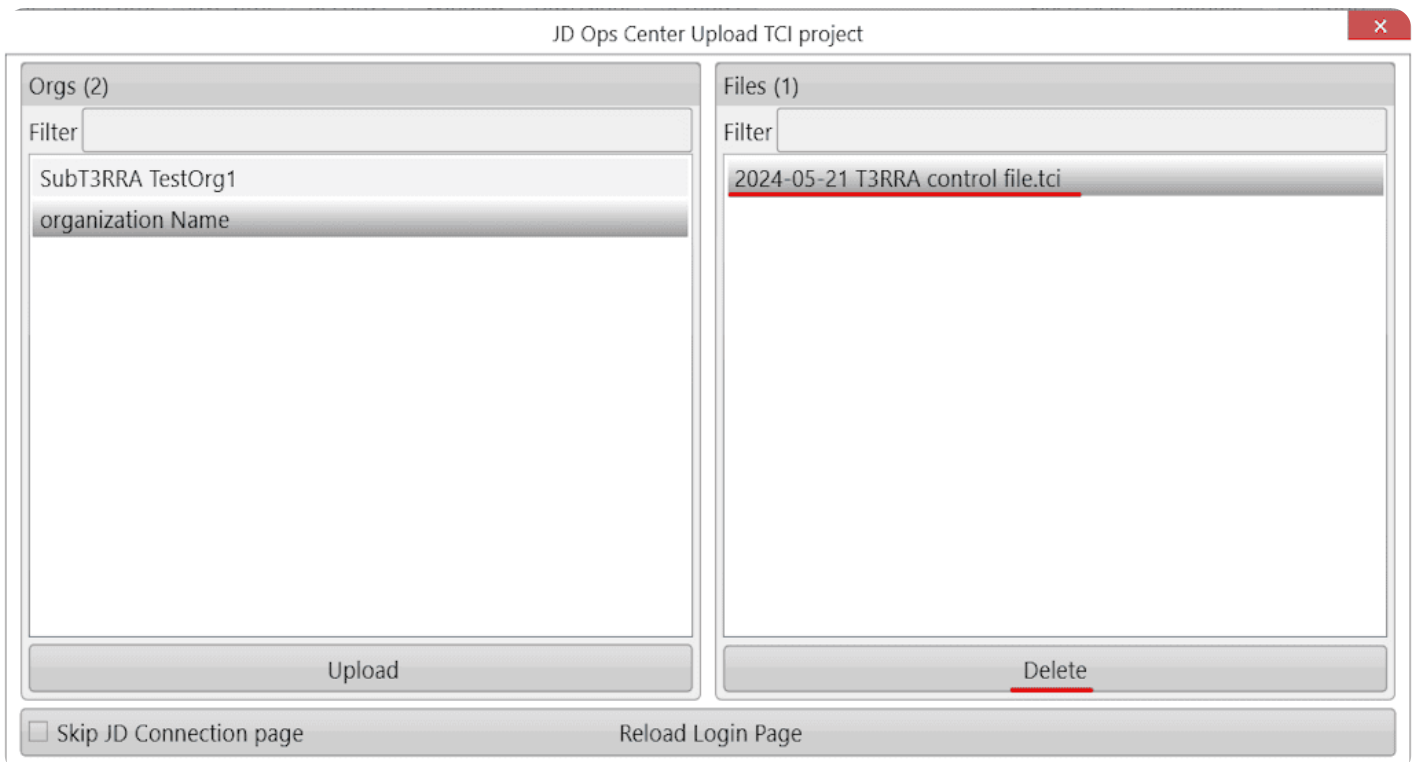 JD Ops Center Upload TCI project
Orgs (2)
Filter
SubT3RRA TestOrg1
organization Name
Upload
Files (1)
Filter
2024-05-21 T3RRA control file.tci
Delete
Skip JD Connection page
Reload Login Page